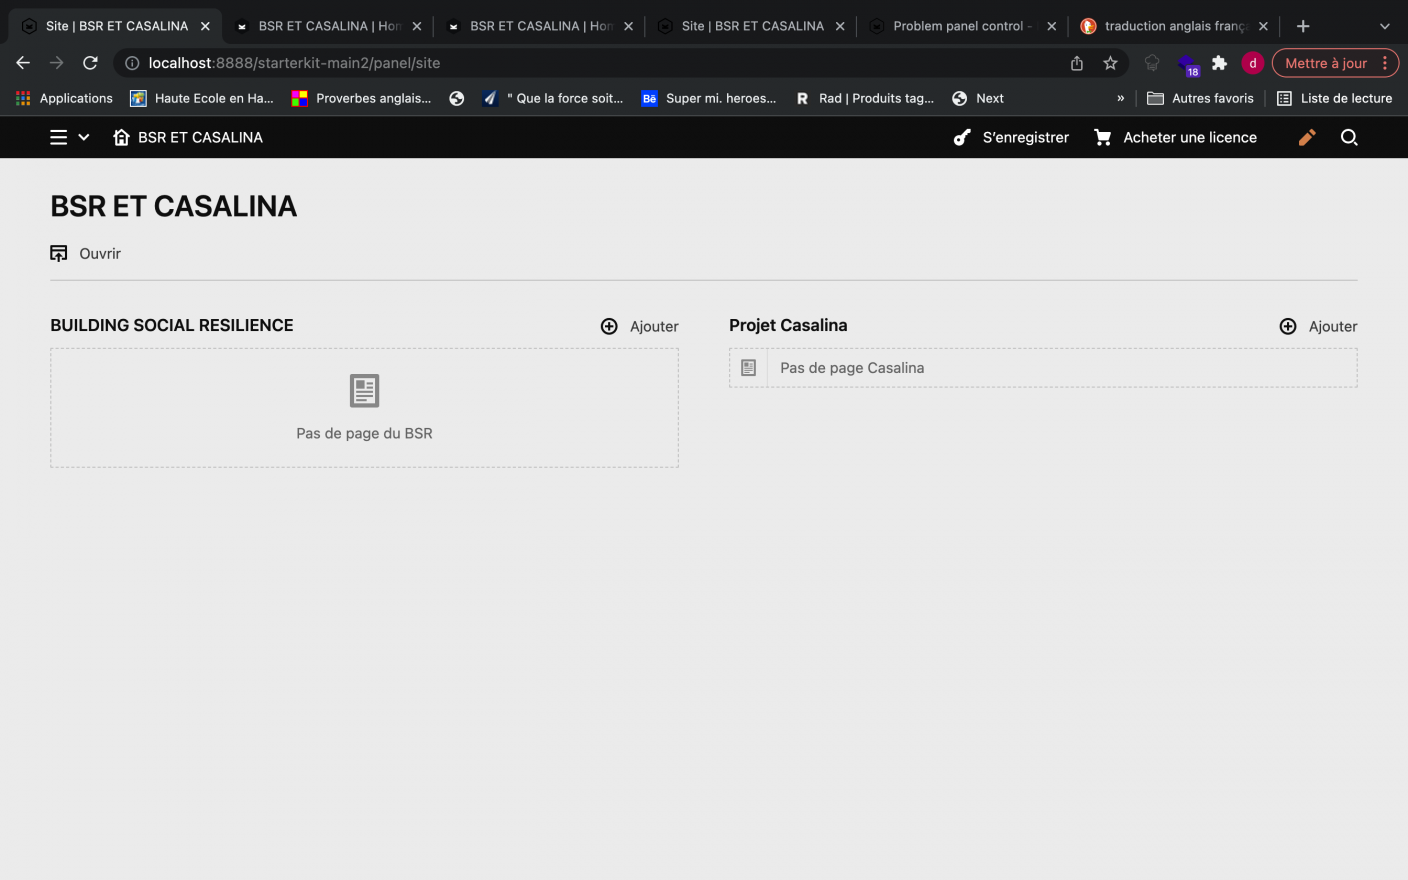 Site | BSR ET CASALINA
BSR ET CASALINA | Hom
BSR ET CASALINA | Hom
Site | BSR ET CASALINA
Problem panel control -
traduction anglais frança
localhost:8888/starterkit-main2/panel/site
18
d
Mettre à jour
Applications
Haute Ecole en Ha...
Proverbes anglais...
" Que la force soit...
Bē
Super mi. heroes...
R
Rad | Produits tag...
Next
»
Autres favoris
Liste de lecture
BSR ET CASALINA
S’enregistrer
Acheter une licence
BSR ET CASALINA
Ouvrir
BUILDING SOCIAL RESILIENCE
Ajouter
Projet Casalina
Ajouter
Pas de page du BSR
Pas de page Casalina